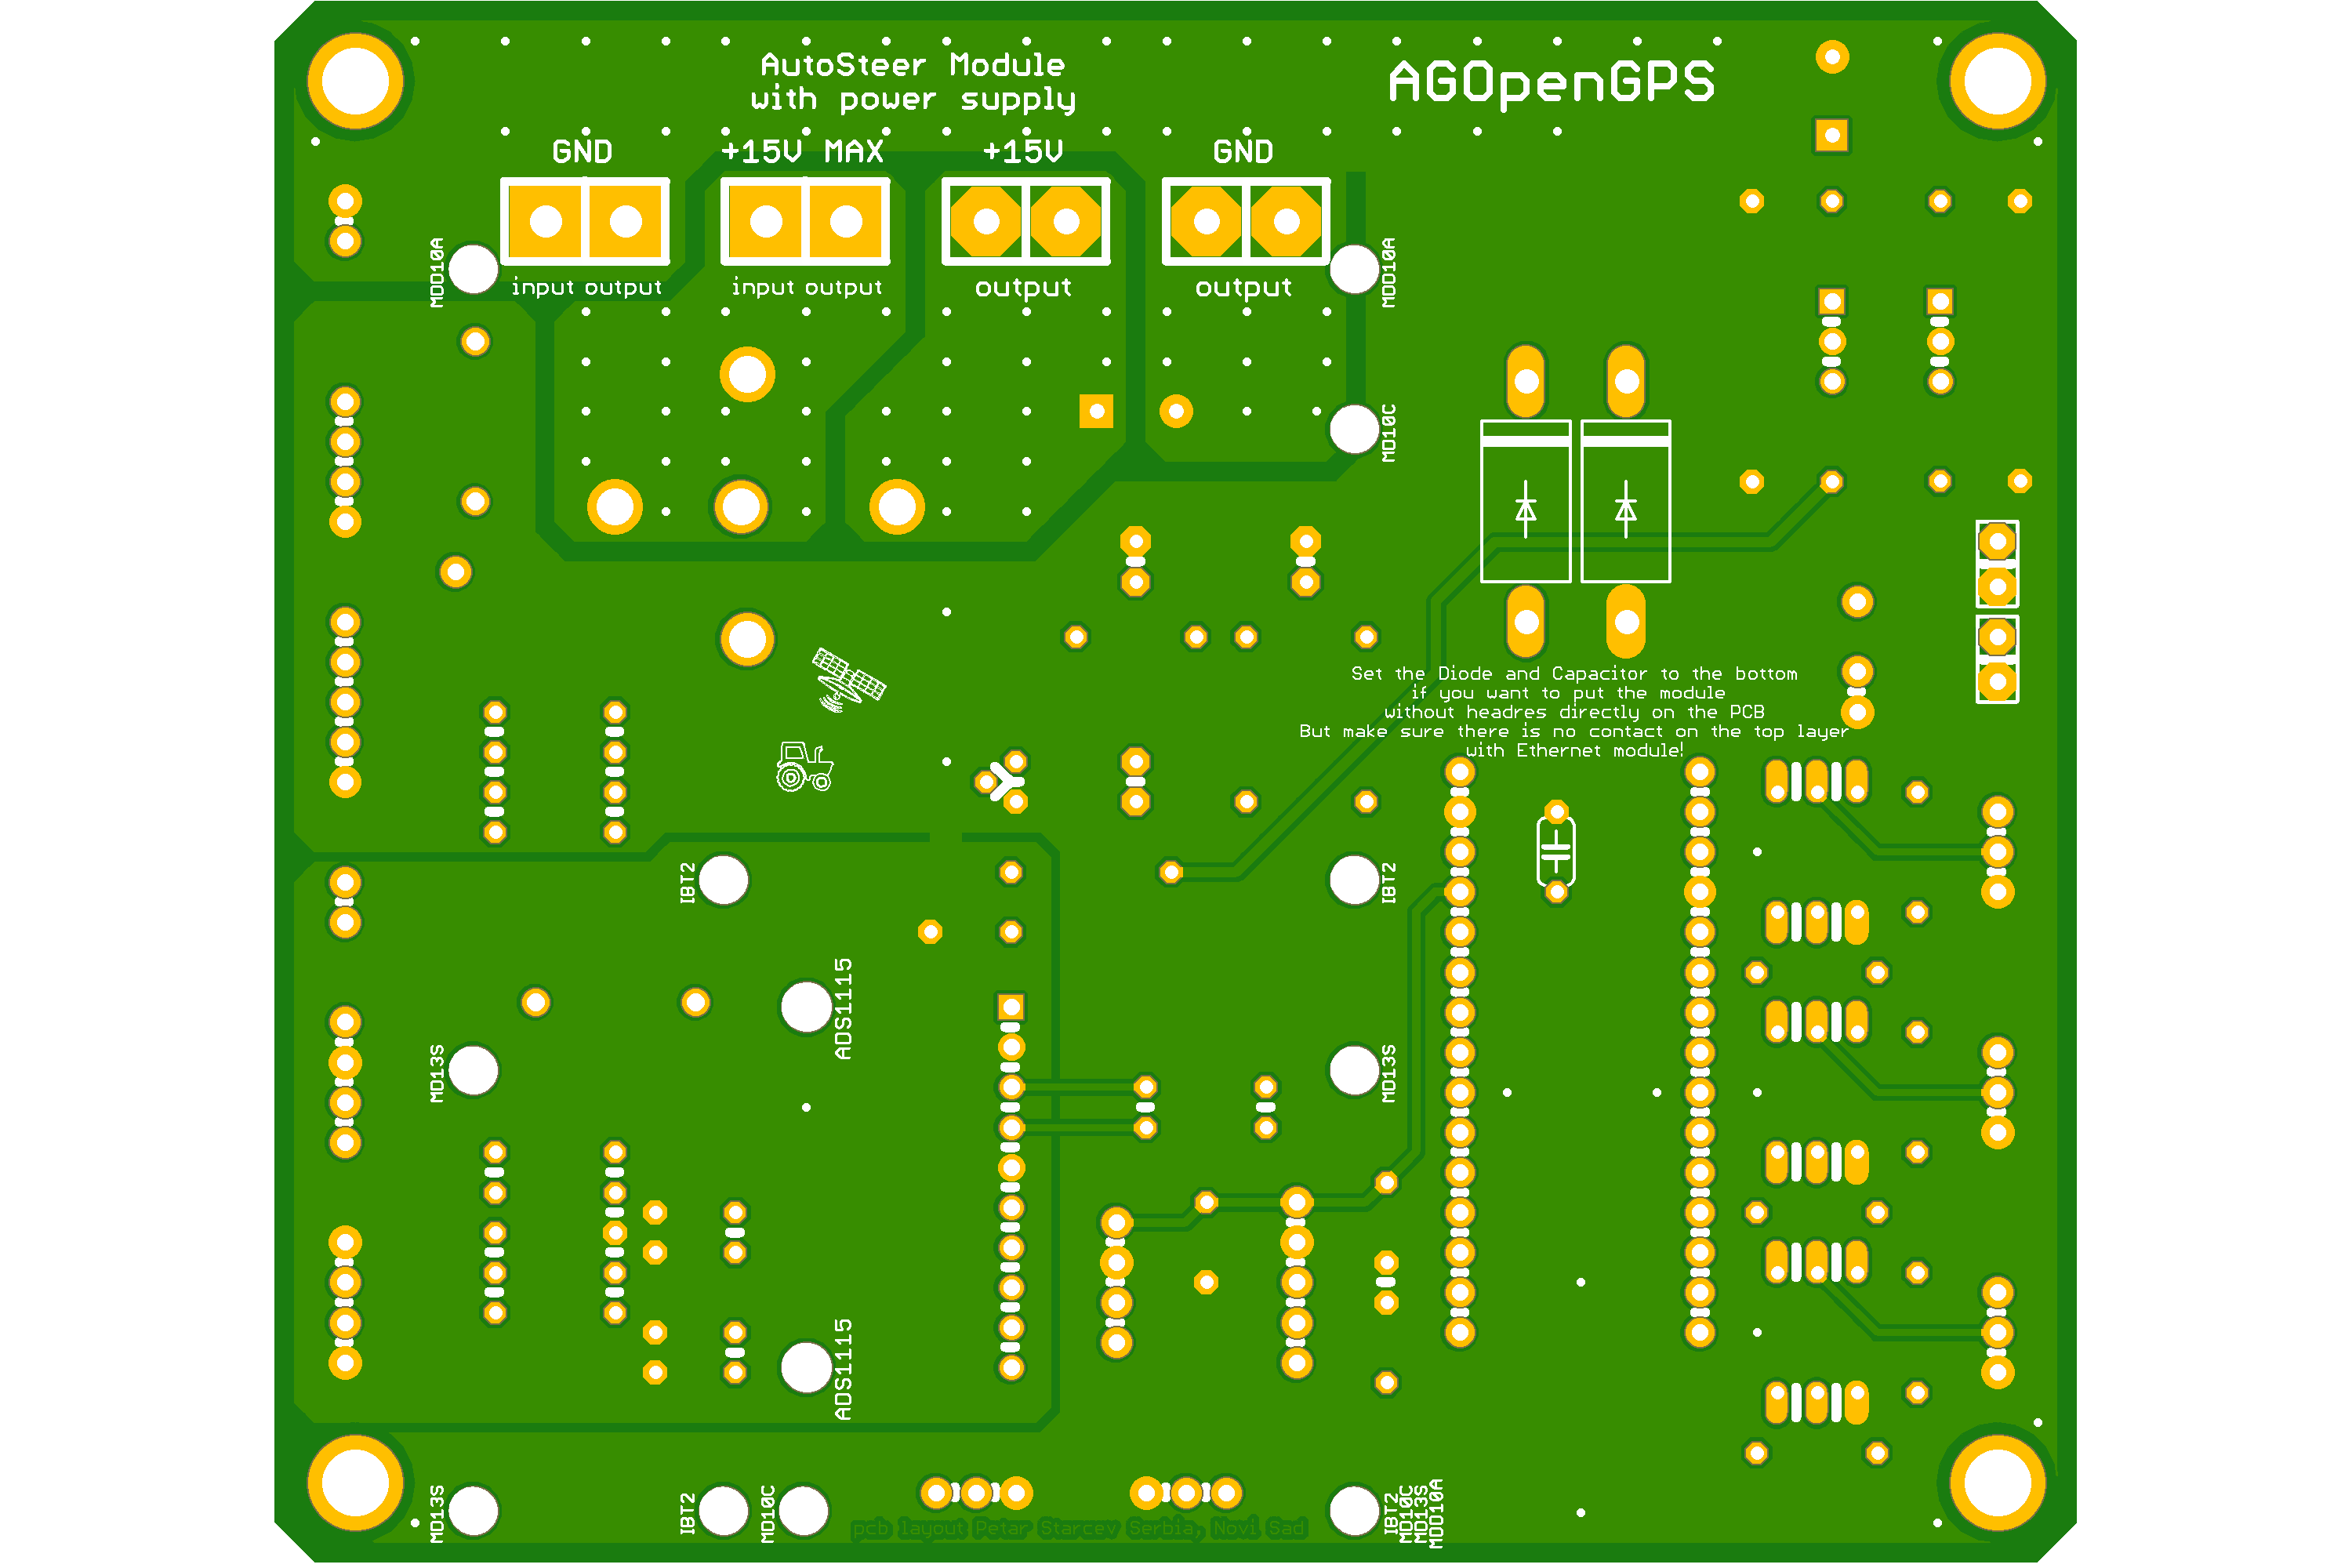 AutoSteer Module
with power supply
AGOpenGPS
GND
+15V MAX
+15V
GND
input output
input output
output
output
MDD10A
MDD10A
MD10C
Set the Diode and Capacitor to the bottom
if you want to put the module
without headres directly on the PCB
But make sure there is no contact on the top layer
with Ethernet module!
IBT2
IBT2
ADS1115
MD13S
MD13S
ADS1115
MD13S
IBT2
MD10C
IBT2
MD10C
MD13S
MDD10A
pcb layout Petar Starcev Serbia, Novi Sad